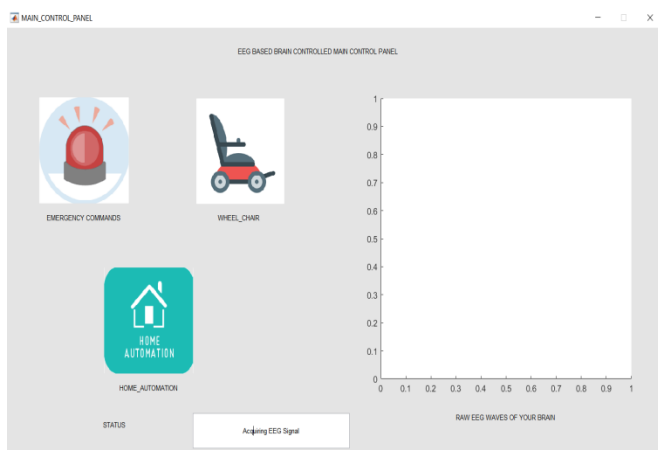 MAIN_CONTROL_PANEL
EEG BASED BRAIN CONTROLLED MAIN CONTROL PANEL
EMERGENCY COMMANDS
WHEEL_CHAIR
HOME
AUTOMATION
HOME_AUTOMATION
1
0.9
0.8
0.7
0.6
0.5
0.4
0.3
0.2
0.1
0
0 0.1 0.2 0.3 0.4 0.5 0.6 0.7 0.8 0.9 1
RAW EEG WAVES OF YOUR BRAIN
STATUS
Acquiring EEG Signal